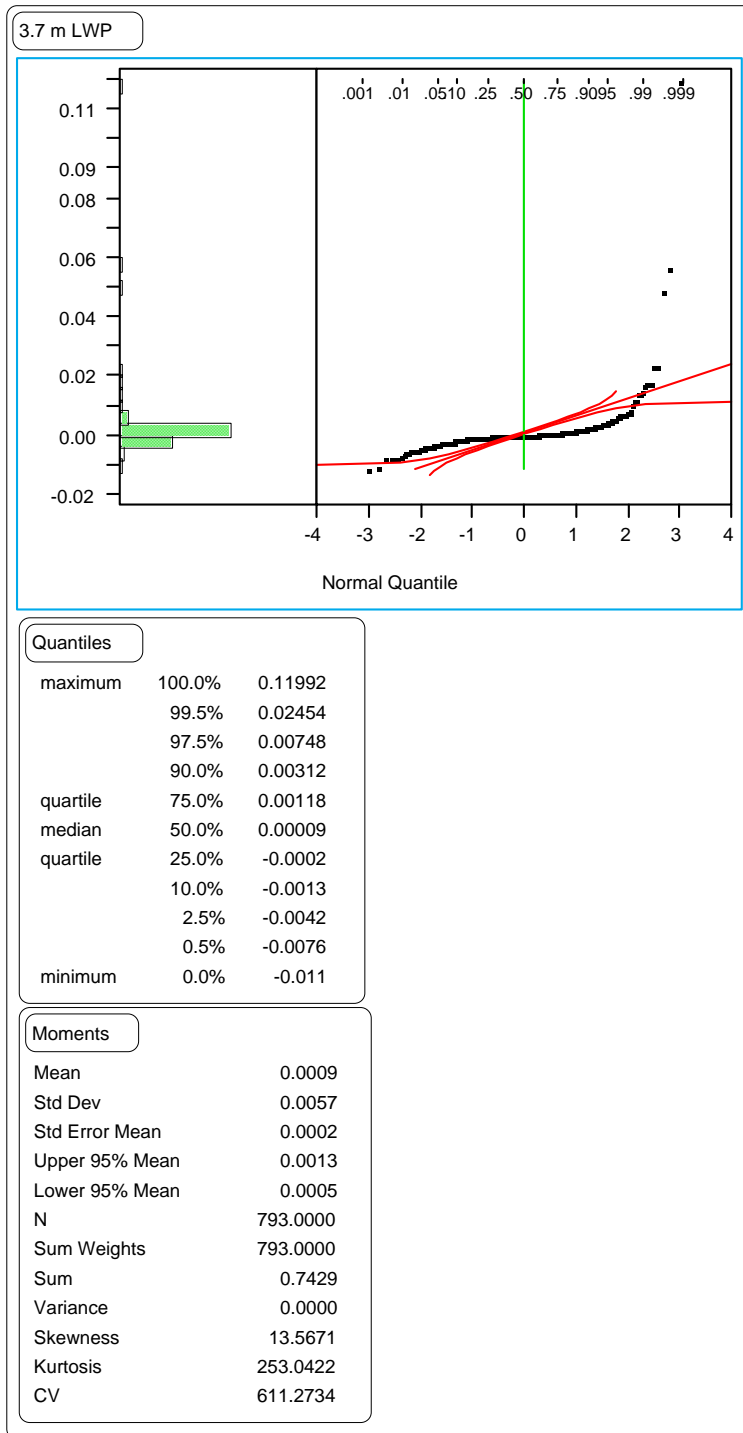 3.7 m LWP
.001 .01 .0510 .25 .50 .75 .9095 .99 .999
0.11
0.09
0.08
0.06
0.04
0.02
0.00
-0.02
-4 -3 -2 -1 0 1 2 3 4
Normal Quantile
Quantiles
maximum 100.0% 0.11992
99.5% 0.02454
97.5% 0.00748
90.0% 0.00312
quartile 75.0% 0.00118
median 50.0% 0.00009
quartile 25.0% -0.0002
10.0% -0.0013
2.5% -0.0042
0.5% -0.0076
minimum 0.0% -0.011
Moments
Mean 0.0009
Std Dev 0.0057
Std Error Mean 0.0002
Upper 95% Mean 0.0013
Lower 95% Mean 0.0005
N 793.0000
Sum Weights 793.0000
Sum 0.7429
Variance 0.0000
Skewness 13.5671
Kurtosis 253.0422
CV 611.2734